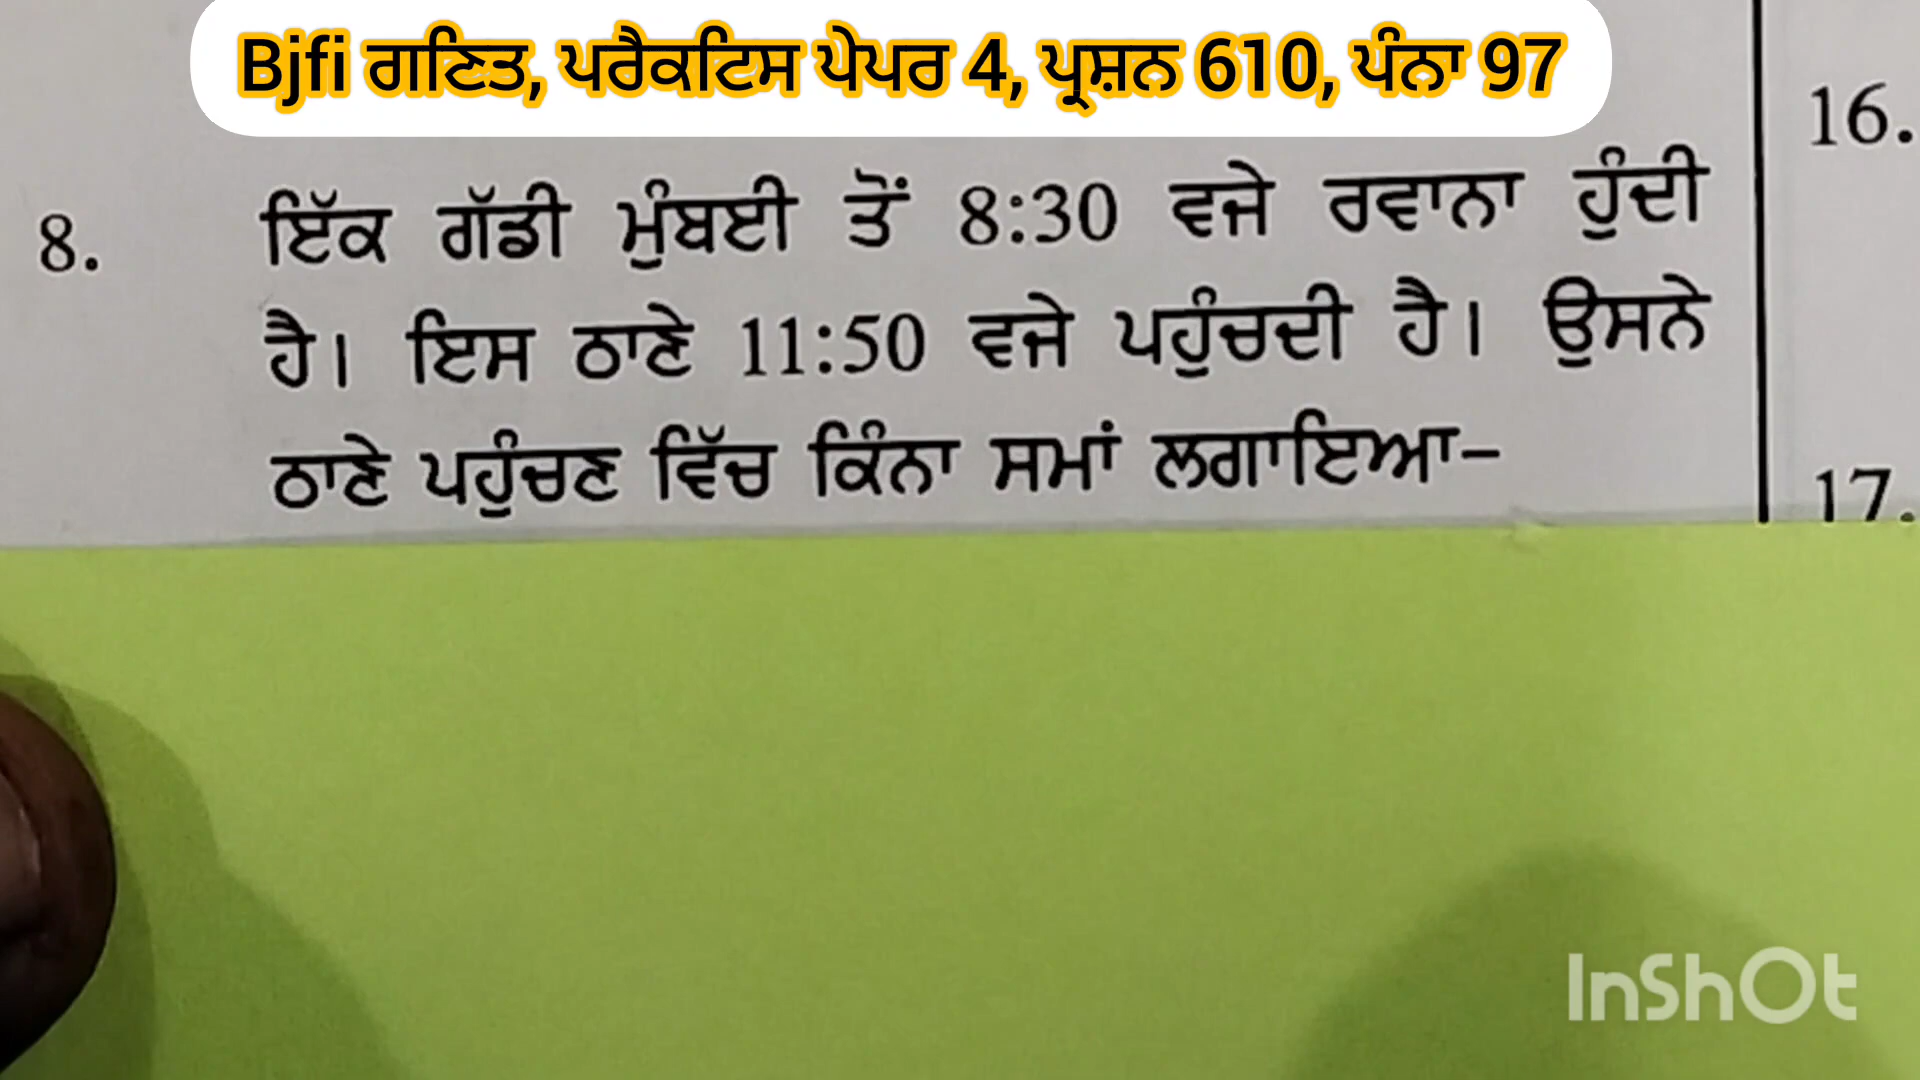 Bjfi ਗਣਿਤ, ਪਰੈਕਟਿਸ ਪੇਪਰ 4, ਪ੍ਰਸ਼ਨ 610, ਪੰਨਾ 97
16.
8. ਇੱਕ ਗੱਡੀ ਮੁੰਬਈ ਤੋਂ 8:30 ਵਜੇ ਰਵਾਨਾ ਹੁੰਦੀ
ਹੈ। ਇਸ ਠਾਣੇ 11:50 ਵਜੇ ਪਹੁੰਚਦੀ ਹੈ। ਉਸਨੇ
ਠਾਣੇ ਪਹੁੰਚਣ ਵਿੱਚ ਕਿੰਨਾ ਸਮਾਂ ਲਗਾਇਆ–
17.
InShOt